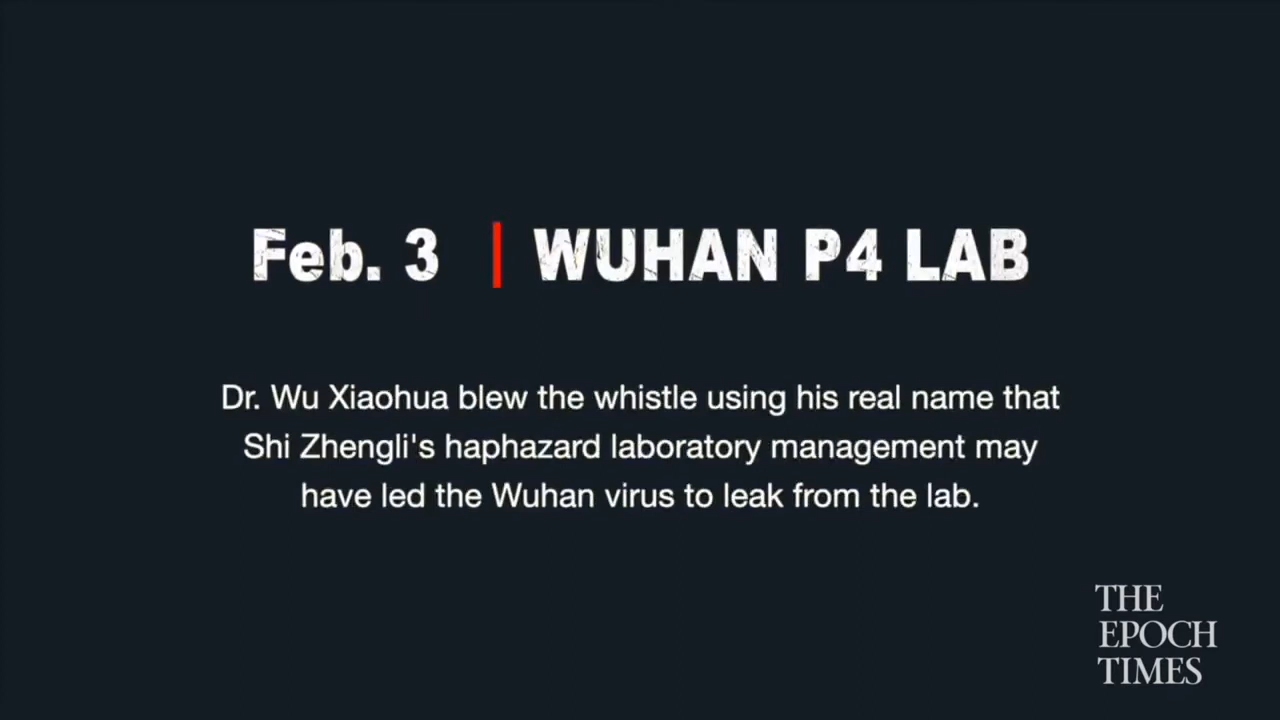 Feb. 3 | WUHAN P4 LAB
Dr. Wu Xiaohua blew the whistle using his real name that
Shi Zhengli's haphazard laboratory management may
have led the Wuhan virus to leak from the lab.
THE
EPOCH
TIMES